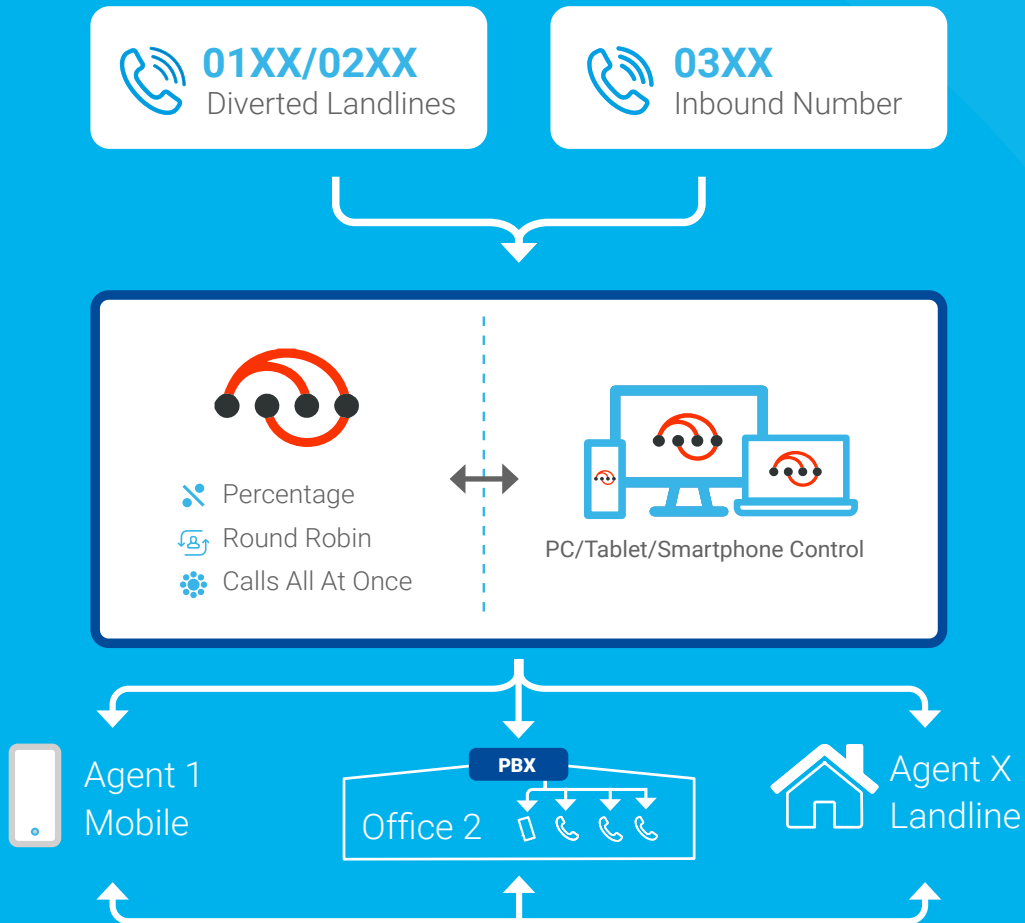 01XX/02XX
Diverted Landlines
03XX
Inbound Number
Percentage
Round Robin
Calls All At Once
PC/Tablet/Smartphone Control
Agent 1
Mobile
PBX
Office 2
Agent X
Landline